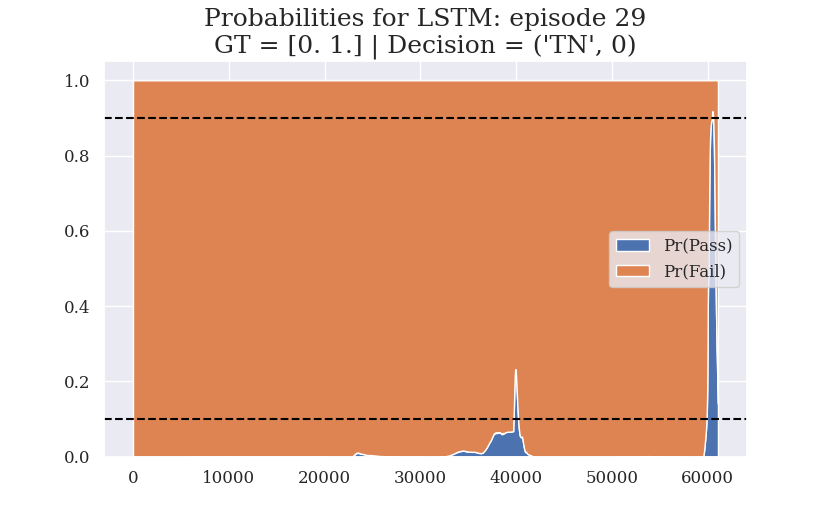 Probabilities for LSTM: episode 29
GT = [0. 1.] | Decision = ('TN', 0)
1.0
0.8
0.6
0.4
0.2
0.0
Pr(Pass)
Pr(Fail)
0 10000 20000 30000 40000 50000 60000